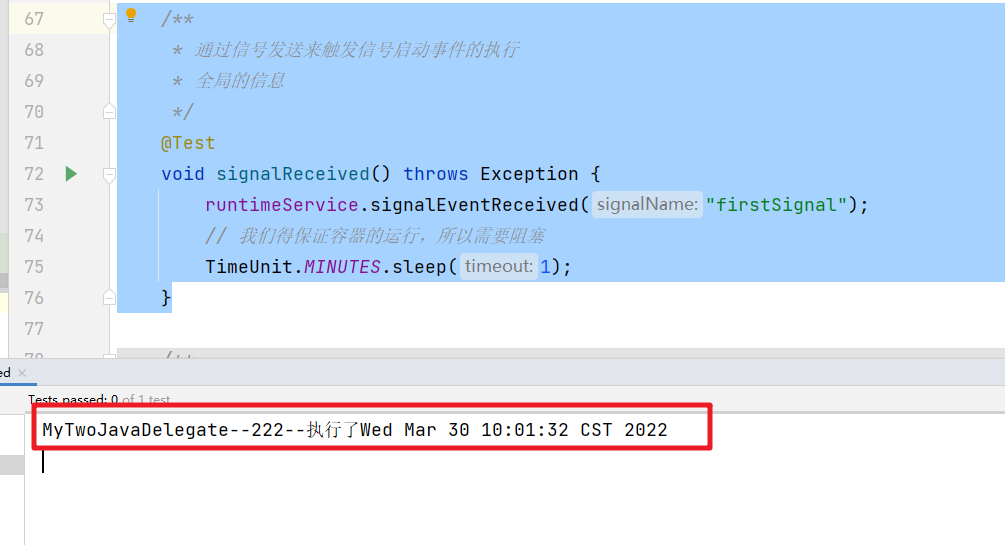 67 /**
68 * 通过信号发送来触发信号启动事件的执行
69 * 全局的信息
70 */
71 @Test
72 void signalReceived() throws Exception {
73 runtimeService.signalEventReceived( signalName: "firstSignal");
74 // 我们得保证容器的运行，所以需要阻塞
75 TimeUnit.MINUTES.sleep( timeout: 1);
76 }
77
ed ×
Tests passed: 0 of 1 test
MyTwoJavaDelegate--222--执行了Wed Mar 30 10:01:32 CST 2022